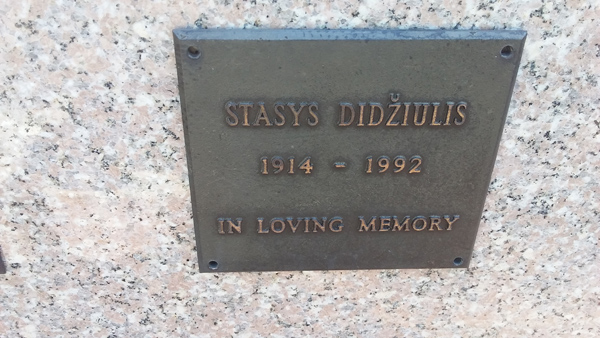 STASYS DIDŽIULIS
1914 - 1992
IN LOVING MEMORY